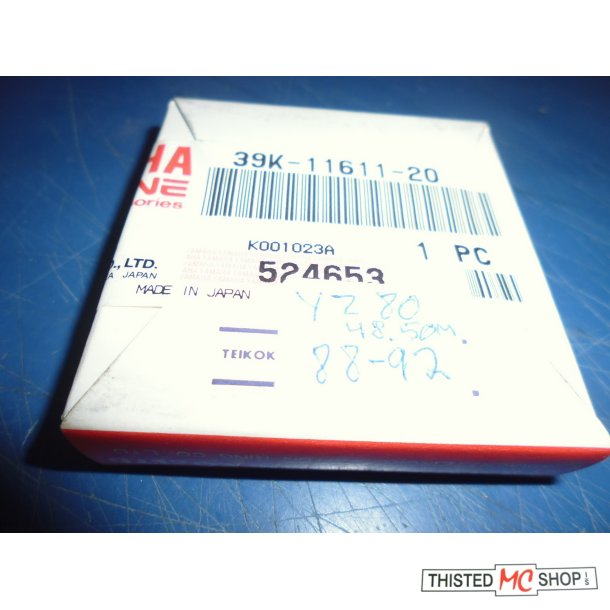 HA
NE
ories
39K-11611-20
K001023A
1 PC
., LTD.
A JAPAN
524653
MADE IN JAPAN
YZ 80
48.50M.
TEIKOK
88-92
THISTED MC SHOP I/S